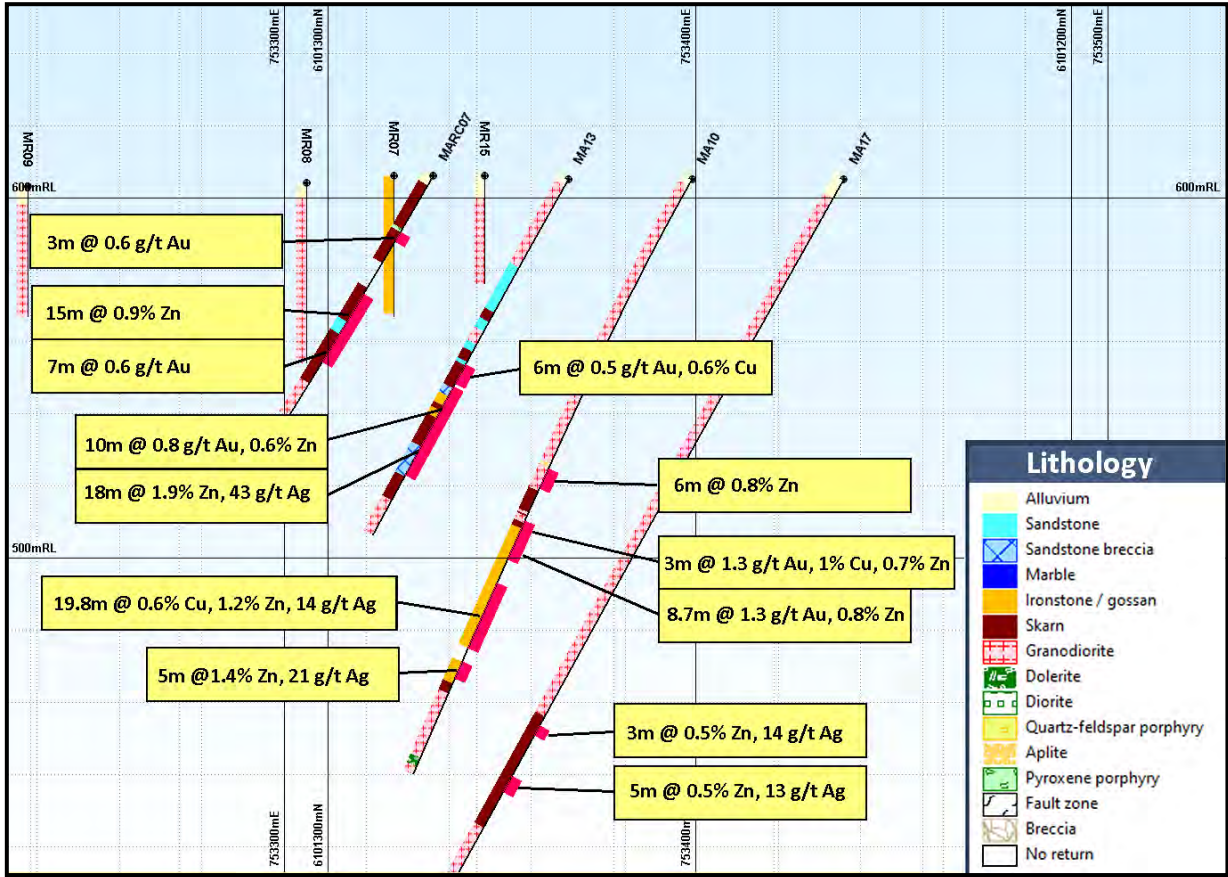 753300mE
6101300mN
753400mE
6101200mN
753500mE
MR09
MR08
MR07
MARC07
MR15
MA13
MA10
MA17
600mRL
600mRL
3m @ 0.6 g/t Au
15m @ 0.9% Zn
7m @ 0.6 g/t Au
6m @ 0.5 g/t Au, 0.6% Cu
10m @ 0.8 g/t Au, 0.6% Zn
18m @ 1.9% Zn, 43 g/t Ag
6m @ 0.8% Zn
500mRL
3m @ 1.3 g/t Au, 1% Cu, 0.7% Zn
8.7m @ 1.3 g/t Au, 0.8% Zn
19.8m @ 0.6% Cu, 1.2% Zn, 14 g/t Ag
5m @1.4% Zn, 21 g/t Ag
3m @ 0.5% Zn, 14 g/t Ag
5m @ 0.5% Zn, 13 g/t Ag
753300mE
6101300mN
753400mE
Lithology
Alluvium
Sandstone
Sandstone breccia
Marble
Ironstone / gossan
Skarn
Granodiorite
Dolerite
Diorite
Quartz-feldspar porphyry
Aplite
Pyroxene porphyry
Fault zone
Breccia
No return